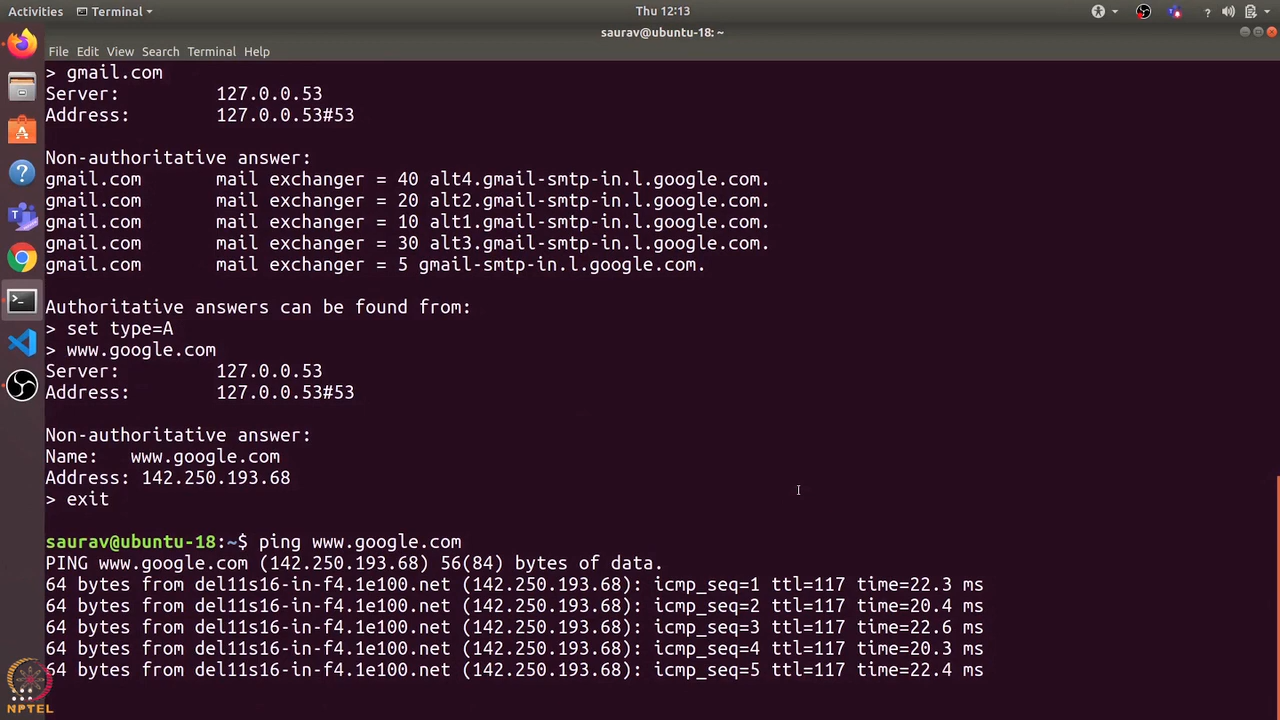 Activities Terminal Thu 12:13 ?
saurav@ubuntu-18: ~
File Edit View Search Terminal Help
> gmail.com
Server: 127.0.0.53
Address: 127.0.0.53#53
Non-authoritative answer:
gmail.com mail exchanger = 40 alt4.gmail-smtp-in.l.google.com.
gmail.com mail exchanger = 20 alt2.gmail-smtp-in.l.google.com.
gmail.com mail exchanger = 10 alt1.gmail-smtp-in.l.google.com.
gmail.com mail exchanger = 30 alt3.gmail-smtp-in.l.google.com.
gmail.com mail exchanger = 5 gmail-smtp-in.l.google.com.
Authoritative answers can be found from:
> set type=A
> www.google.com
Server: 127.0.0.53
Address: 127.0.0.53#53
Non-authoritative answer:
Name: www.google.com
Address: 142.250.193.68
> exit
saurav@ubuntu-18:~$ ping www.google.com
PING www.google.com (142.250.193.68) 56(84) bytes of data.
64 bytes from del11s16-in-f4.1e100.net (142.250.193.68): icmp_seq=1 ttl=117 time=22.3 ms
64 bytes from del11s16-in-f4.1e100.net (142.250.193.68): icmp_seq=2 ttl=117 time=20.4 ms
64 bytes from del11s16-in-f4.1e100.net (142.250.193.68): icmp_seq=3 ttl=117 time=22.6 ms
64 bytes from del11s16-in-f4.1e100.net (142.250.193.68): icmp_seq=4 ttl=117 time=20.3 ms
64 bytes from del11s16-in-f4.1e100.net (142.250.193.68): icmp_seq=5 ttl=117 time=22.4 ms
NPTEL